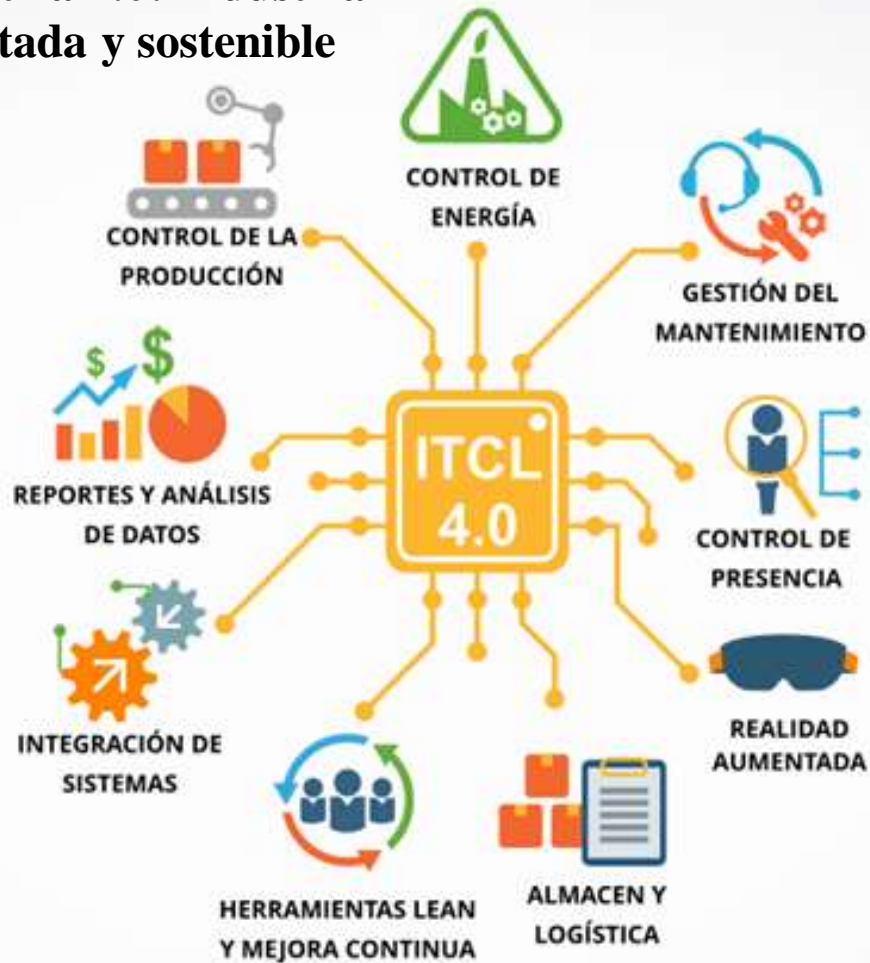 tada y sostenible
CONTROL DE
ENERGÍA
CONTROL DE LA
PRODUCCIÓN
GESTIÓN DEL
MANTENIMIENTO
$ $
REPORTES Y ANÁLISIS
DE DATOS
ITCL
4.0
CONTROL DE
PRESENCIA
INTEGRACIÓN DE
SISTEMAS
REALIDAD
AUMENTADA
HERRAMIENTAS LEAN
Y MEJORA CONTINUA
ALMACEN Y
LOGÍSTICA